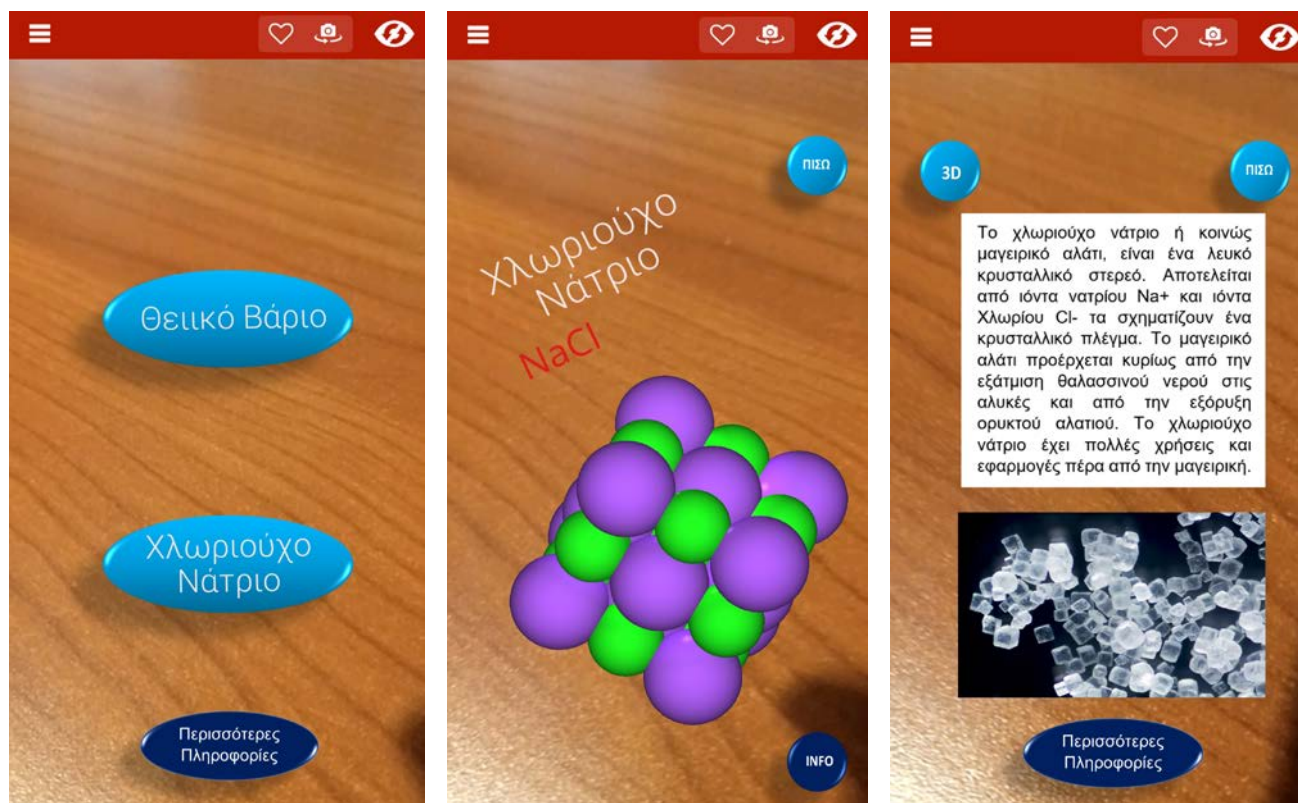 Θειικό Βάριο
Χλωριούχο
Νάτριο
Περισσότερες
Πληροφορίες
ΠΙΣΩ
Χλωριούχο
Νάτριο
NaCl
INFO
3D
ΠΙΣΩ
Το χλωριούχο νάτριο ή κοινώς
μαγειρικό αλάτι, είναι ένα λευκό
κρυσταλλικό στερεό. Αποτελείται
από ιόντα νατρίου Na+ και ιόντα
Χλωρίου Cl- τα σχηματίζουν ένα
κρυσταλλικό πλέγμα. Το μαγειρικό
αλάτι προέρχεται κυρίως από την
εξάτμιση θαλασσινού νερού στις
αλυκές και από την εξόρυξη
ορυκτού αλατιού. Το χλωριούχο
νάτριο έχει πολλές χρήσεις και
εφαρμογές πέρα από την μαγειρική.
Περισσότερες
Πληροφορίες